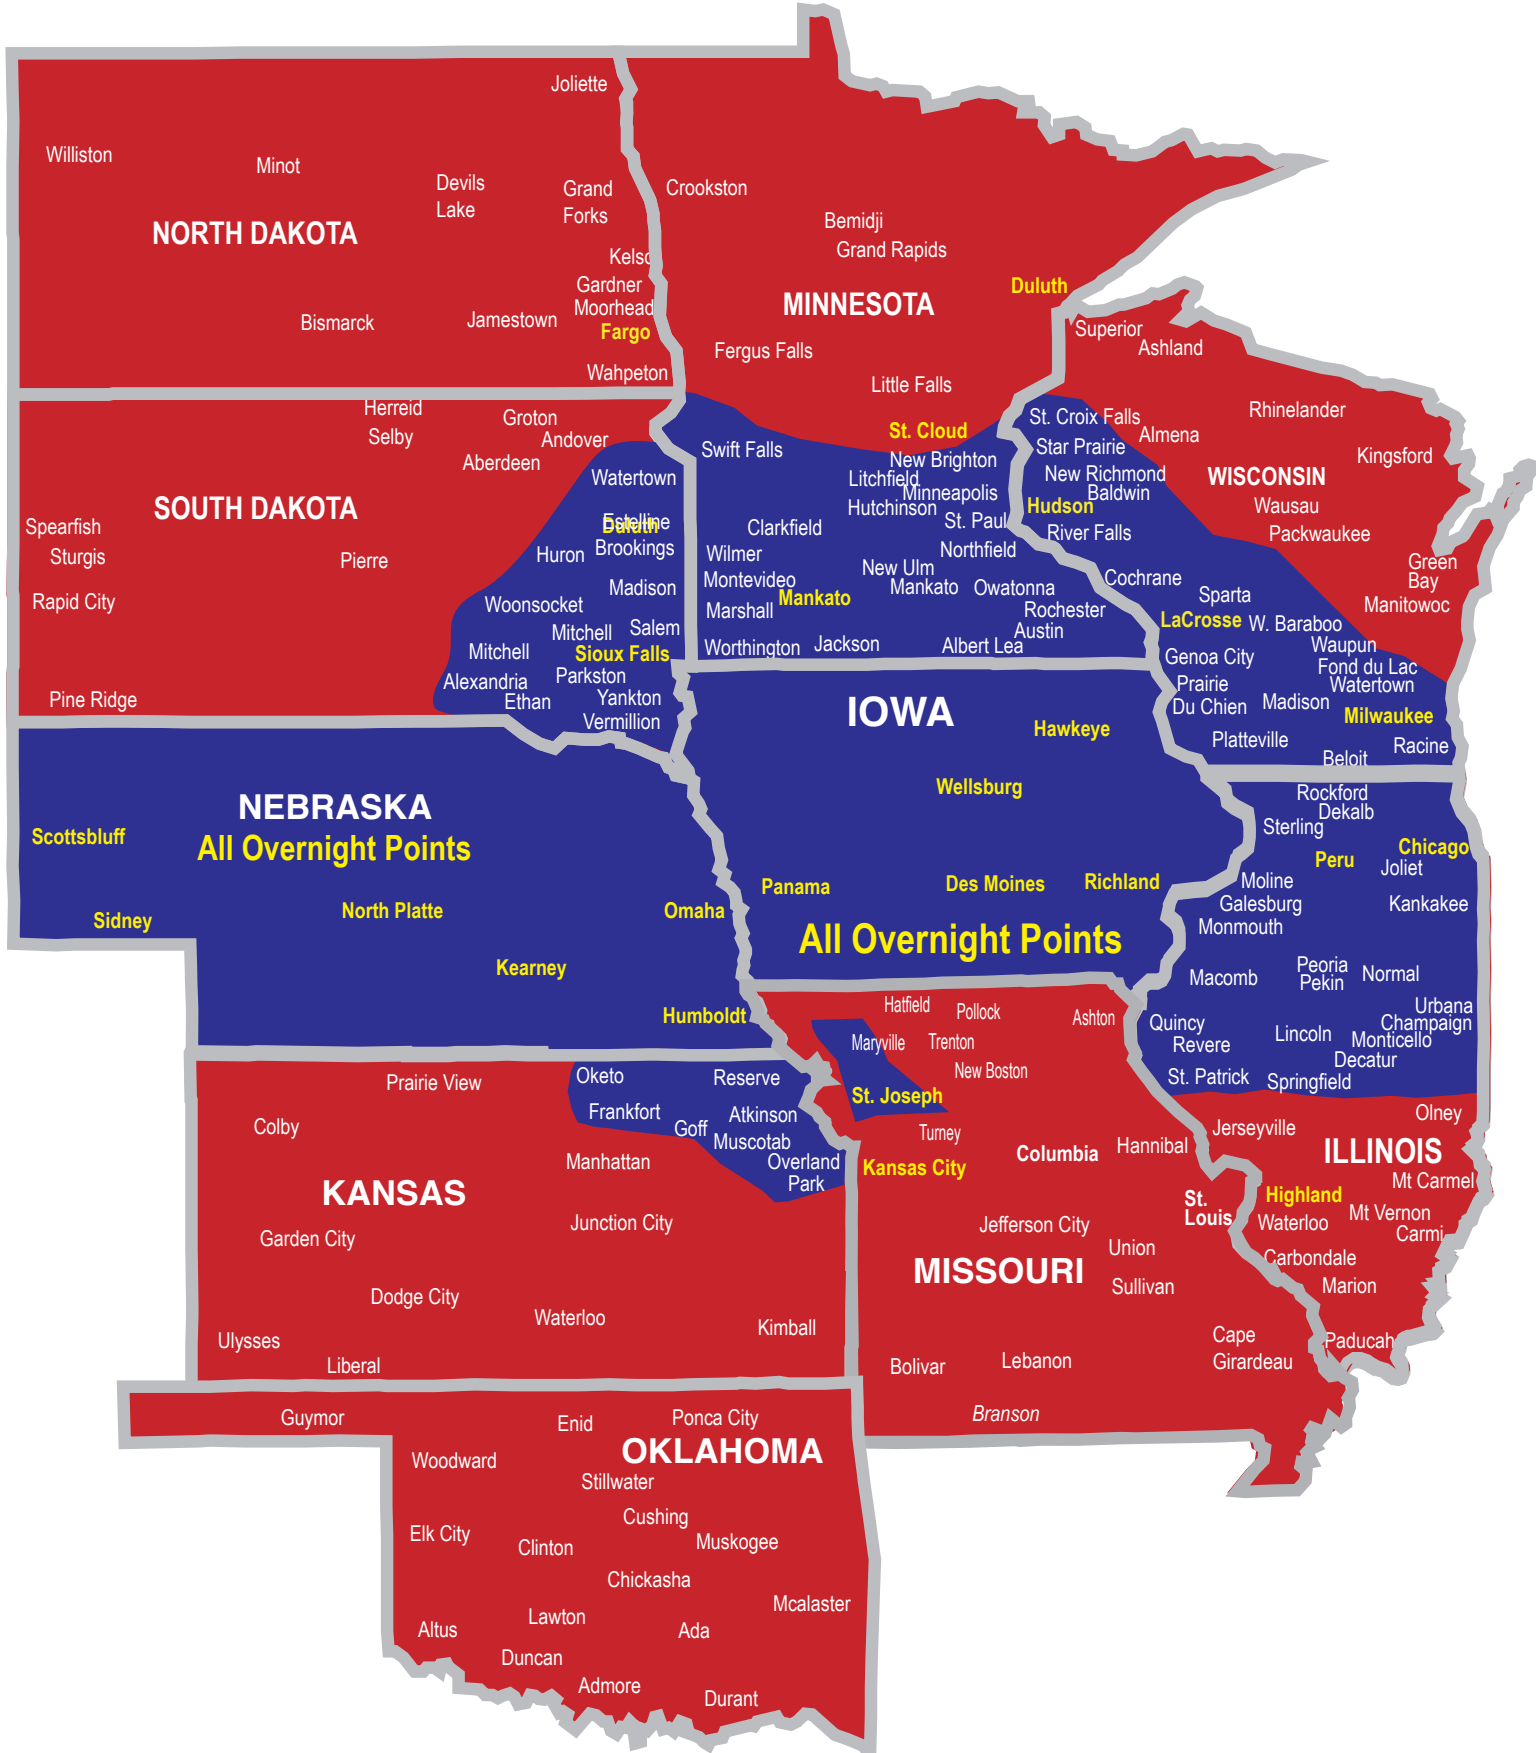 Joliette
Williston
Minot
Devils
Lake
Grand
Forks
NORTH DAKOTA
Kelso
Gardner
Moorhead
Fargo
Bismarck
Jamestown
Wahpeton
Crookston
Bemidji
Grand Rapids
Duluth
MINNESOTA
Fergus Falls
Little Falls
St. Cloud
Swift Falls
New Brighton
Litchfield
Minneapolis
Hutchinson
St. Paul
Clarkfield
Northfield
Wilmer
New Ulm
Montevideo
Mankato
Mankato
Owatonna
Marshall
Rochester
Austin
Worthington
Jackson
Albert Lea
Superior
Ashland
Rhinelander
St. Croix Falls
Almena
Star Prairie
Kingsford
New Richmond
WISCONSIN
Baldwin
Hudson
Wausau
River Falls
Packwaukee
Green
Bay
Cochrane
Sparta
Manitowoc
LaCrosse
W. Baraboo
Waupun
Genoa City
Fond du Lac
Prairie
Du Chien
Watertown
Madison
Milwaukee
Platteville
Racine
Beloit
Herreid
Selby
Groton
Andover
Aberdeen
Watertown
SOUTH DAKOTA
Spearfish
Sturgis
Pierre
Estelline
Duluth
Huron
Brookings
Rapid City
Madison
Woonsocket
Mitchell
Salem
Mitchell
Sioux Falls
Alexandria
Parkston
Ethan
Yankton
Vermillion
Pine Ridge
IOWA
Hawkeye
Wellsburg
Panama
Des Moines
Richland
All Overnight Points
NEBRASKA
All Overnight Points
Scottsbluff
Sidney
North Platte
Omaha
Kearney
Humboldt
Rockford
Dekalb
Sterling
Chicago
Peru
Joliet
Moline
Galesburg
Kankakee
Monmouth
Macomb
Peoria
Pekin
Normal
Urbana
Champaign
Quincy
Lincoln
Monticello
Revere
Decatur
St. Patrick
Springfield
Olney
Jerseyville
ILLINOIS
Mt Carmel
Highland
Mt Vernon
Waterloo
Carmi
Carbondale
Marion
Paducah
Hatfield
Pollock
Ashton
Maryville
Trenton
New Boston
St. Joseph
Turney
Columbia
Hannibal
Kansas City
St.
Louis
Jefferson City
Union
MISSOURI
Sullivan
Cape
Girardeau
Bolivar
Lebanon
Branson
Prairie View
Oketo
Reserve
Frankfort
Atkinson
Colby
Goff
Muscotab
Manhattan
Overland
Park
KANSAS
Junction City
Garden City
Dodge City
Waterloo
Kimball
Ulysses
Liberal
Guymor
Enid
Ponca City
OKLAHOMA
Woodward
Stillwater
Cushing
Elk City
Clinton
Muskogee
Chickasha
Mcalaster
Altus
Lawton
Ada
Duncan
Admore
Durant